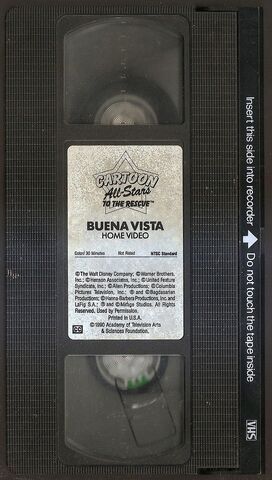 CARTOON
All-Stars
TO THE RESCUE™
BUENA VISTA
HOME VIDEO
Color/ 30 Minutes Not Rated NTSC Standard
©The Walt Disney Company; ©Warner Brothers,
Inc.; ©Henson Associates, Inc.; ©United Feature
Syndicate, Inc.; ©Alien Productions; ©Columbia
Pictures Television, Inc.; ® and ©Bagdasarian
Productions; ©Hanna-Barbera Productions, Inc. and
LaFig S.A.; ® and ©Mirage Studios. All Rights
Reserved. Used by Permission.
Printed in U.S.A.
©1990 Academy of Television Arts
& Sciences Foundation.
Insert this side into recorder
Do not touch the tape inside
VHS